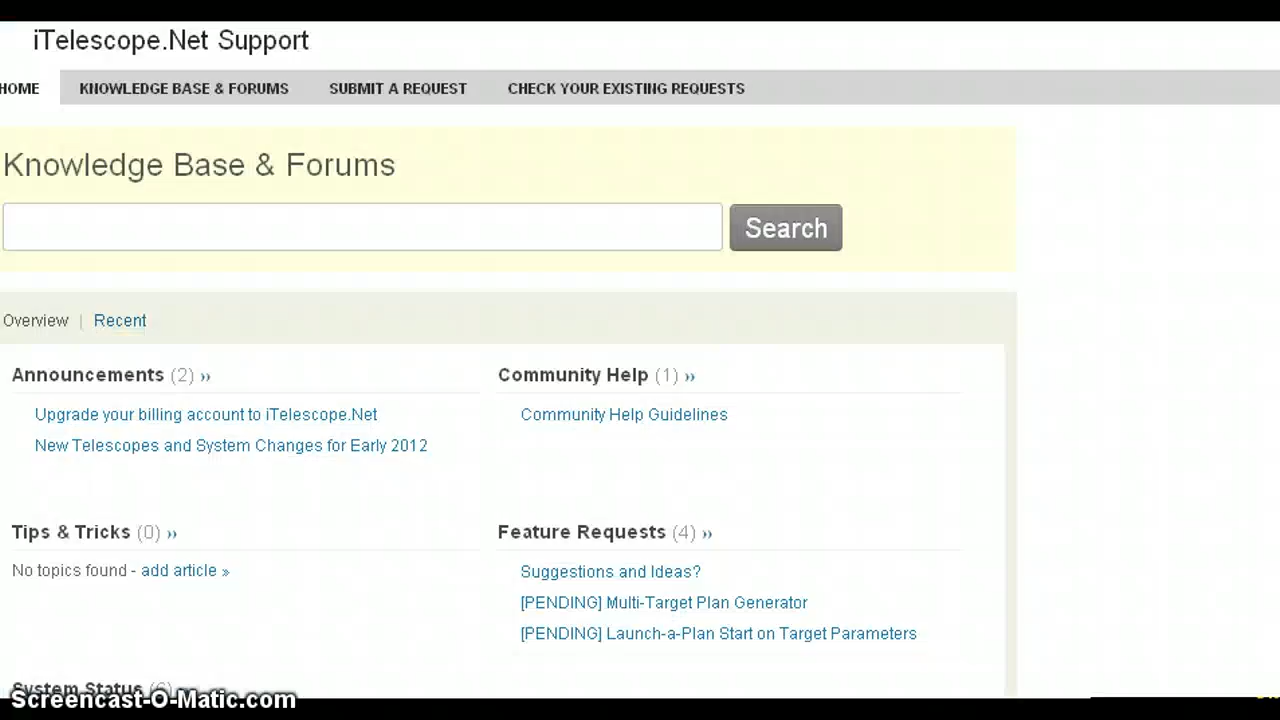 iTelescope.Net Support
HOME KNOWLEDGE BASE & FORUMS SUBMIT A REQUEST CHECK YOUR EXISTING REQUESTS
Knowledge Base & Forums
Search
Overview | Recent
Announcements (2) ››
Upgrade your billing account to iTelescope.Net
New Telescopes and System Changes for Early 2012
Community Help (1) ››
Community Help Guidelines
Tips & Tricks (0) ››
No topics found - add article »
Feature Requests (4) ››
Suggestions and Ideas?
[PENDING] Multi-Target Plan Generator
[PENDING] Launch-a-Plan Start on Target Parameters
System Status
Screencast-O-Matic.com